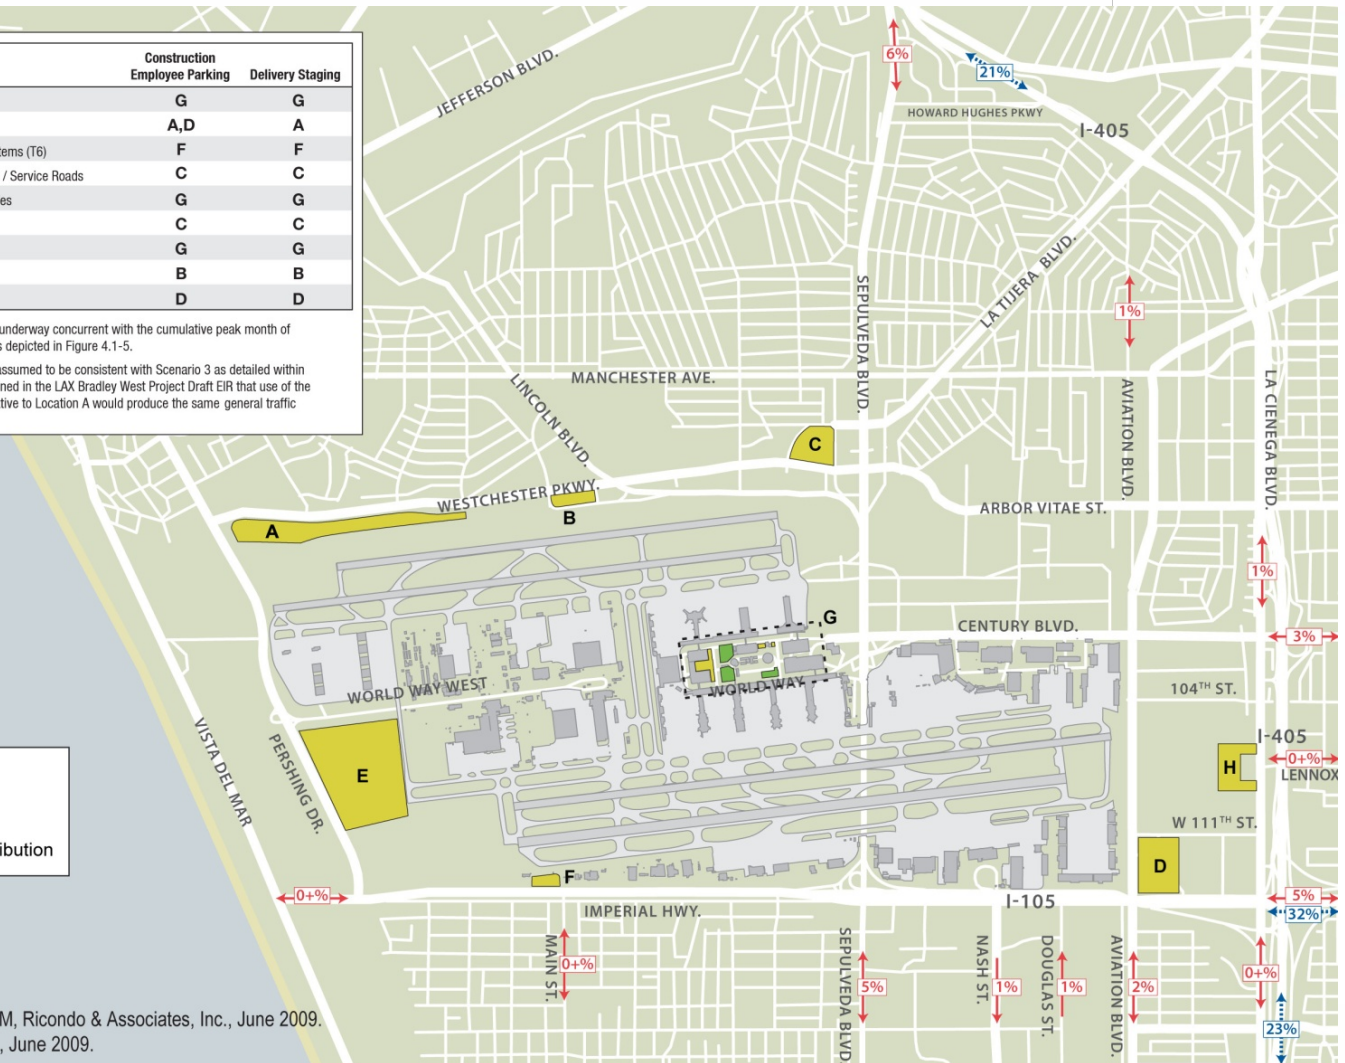 Construction
Employee Parking Delivery Staging
G G
A,D A
tems (T6) F F
/ Service Roads C C
es G G
C C
G G
B B
D D
underway concurrent with the cumulative peak month of
s depicted in Figure 4.1-5.
assumed to be consistent with Scenario 3 as detailed within
ned in the LAX Bradley West Project Draft EIR that use of the
ative to Location A would produce the same general traffic
JEFFERSON BLVD.
6%
21%
HOWARD HUGHES PKWY
I-405
SEPULVEDA BLVD.
LA TIJERA BLVD.
1%
MANCHESTER AVE.
LINCOLN BLVD.
AVIATION BLVD.
LA CIENEGA BLVD.
C
WESTCHESTER PKWY.
B
A
ARBOR VITAE ST.
1%
G
CENTURY BLVD.
3%
WORLD WAY WEST
WORLD WAY
104TH ST.
VISTA DEL MAR
PERSHING DR.
E
I-405
H
0+%
LENNOX
W 111TH ST.
ibution
F
D
0+%
I-105
5%
IMPERIAL HWY.
32%
MAIN ST.
0+%
SEPULVEDA BLVD.
5%
NASH ST.
1%
DOUGLAS ST.
1%
AVIATION BLVD.
2%
0+%
23%
M, Ricondo & Associates, Inc., June 2009.
, June 2009.